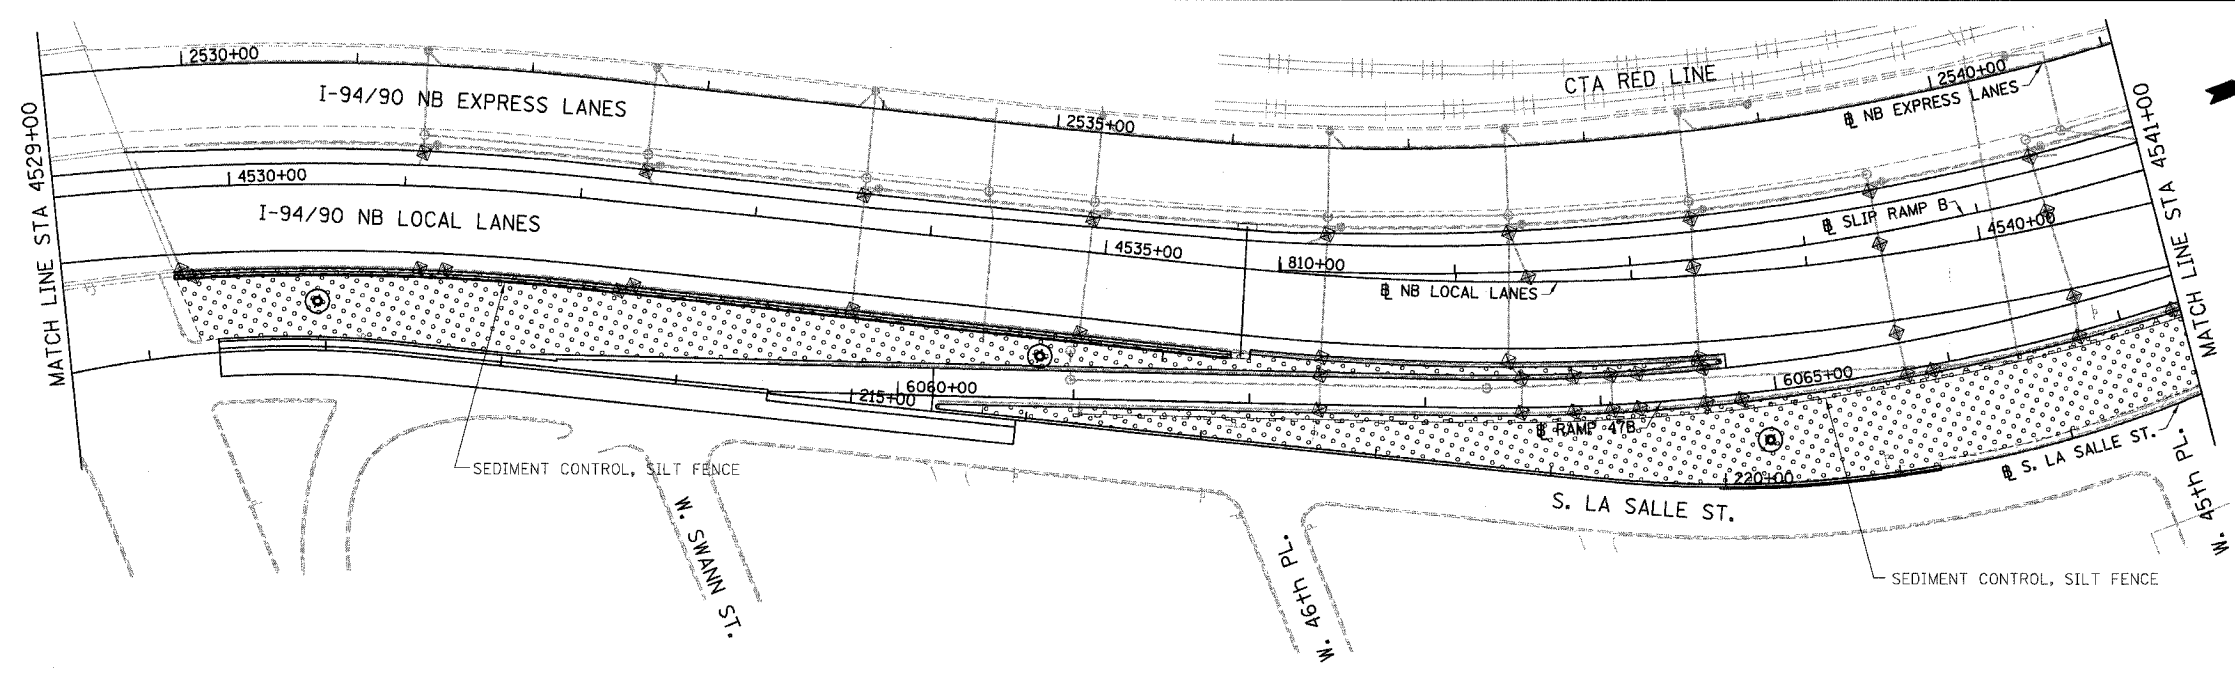 2530+00
I-94/90 NB EXPRESS LANES
CTA RED LINE
2540+00
℄ NB EXPRESS LANES
2535+00
MATCH LINE STA 4529+00
4530+00
I-94/90 NB LOCAL LANES
4535+00
810+00
℄ NB LOCAL LANES
℄ SLIP RAMP B
4540+00
MATCH LINE STA 4541+00
6060+00
215+00
6065+00
℄ RAMP 47B
220+00
SEDIMENT CONTROL, SILT FENCE
S. LA SALLE ST.
℄ S. LA SALLE ST.
W. SWANN ST.
W. 46th PL.
W. 45th PL.
W.
SEDIMENT CONTROL, SILT FENCE